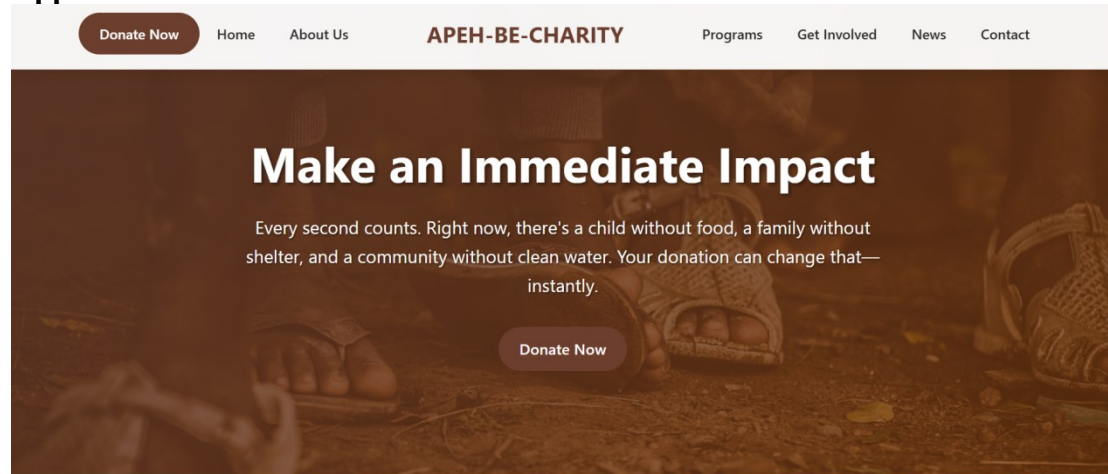 Donate Now Home About Us APEH-BE-CHARITY Programs Get Involved News Contact
Make an Immediate Impact
Every second counts. Right now, there's a child without food, a family without
shelter, and a community without clean water. Your donation can change that—
instantly.
Donate Now